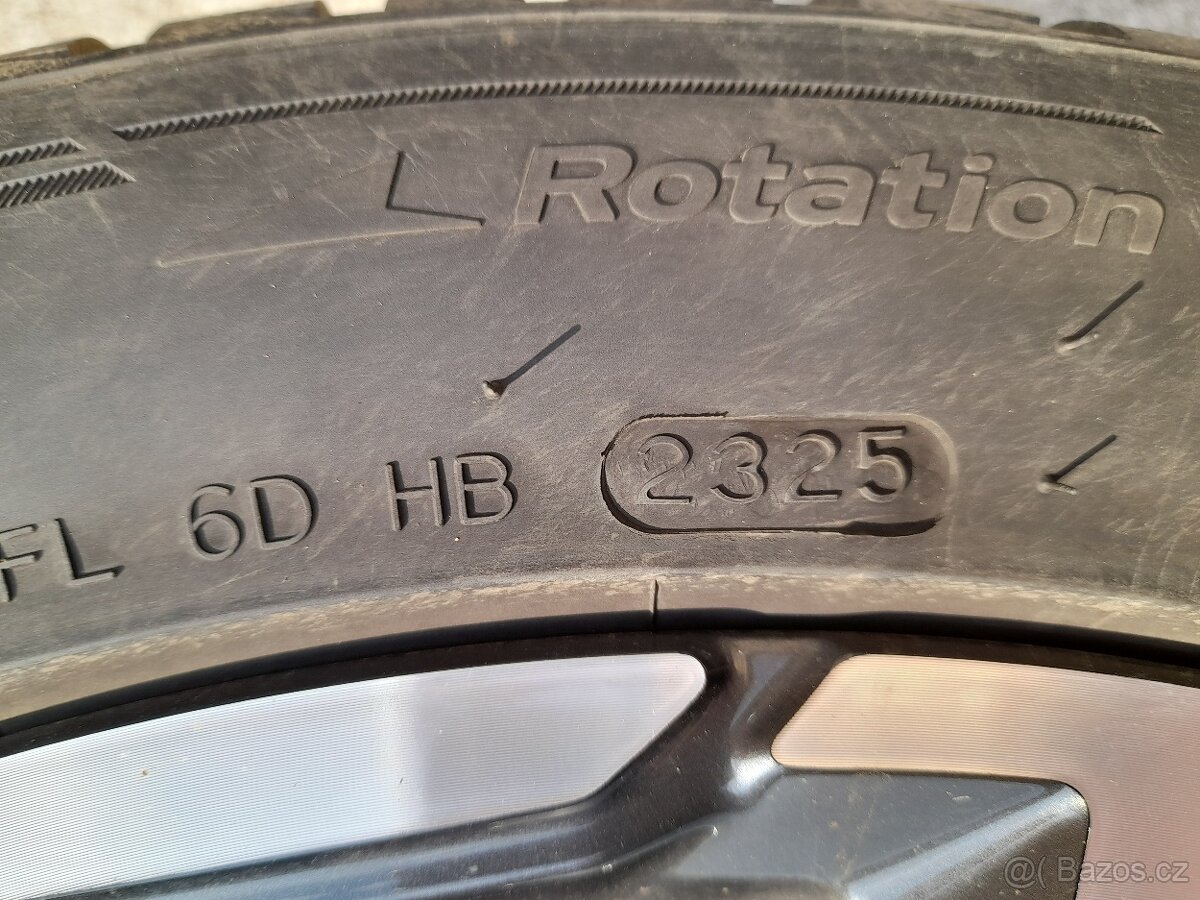 Rotation
FL 6D HB 2325
@( Bazos.cz